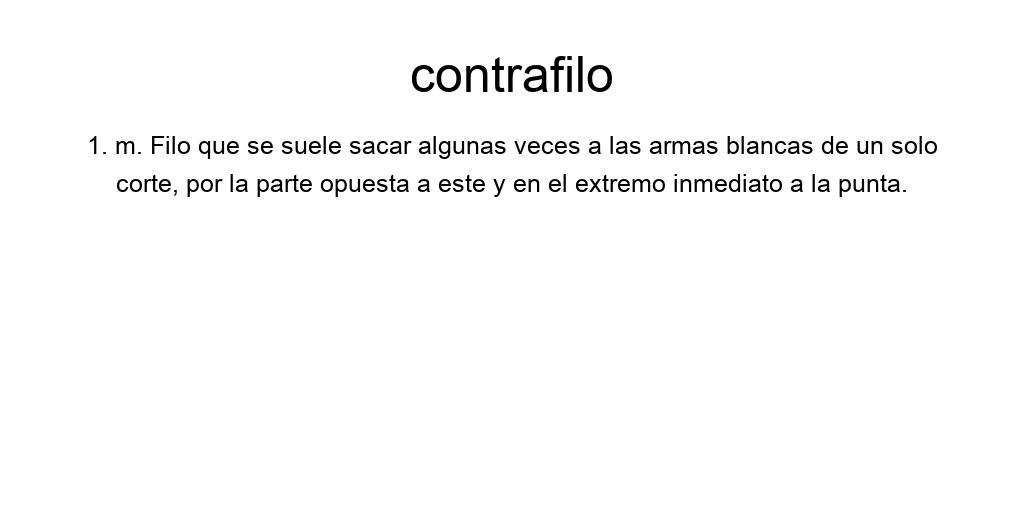 contrafilo
1. m. Filo que se suele sacar algunas veces a las armas blancas de un solo
corte, por la parte opuesta a este y en el extremo inmediato a la punta.